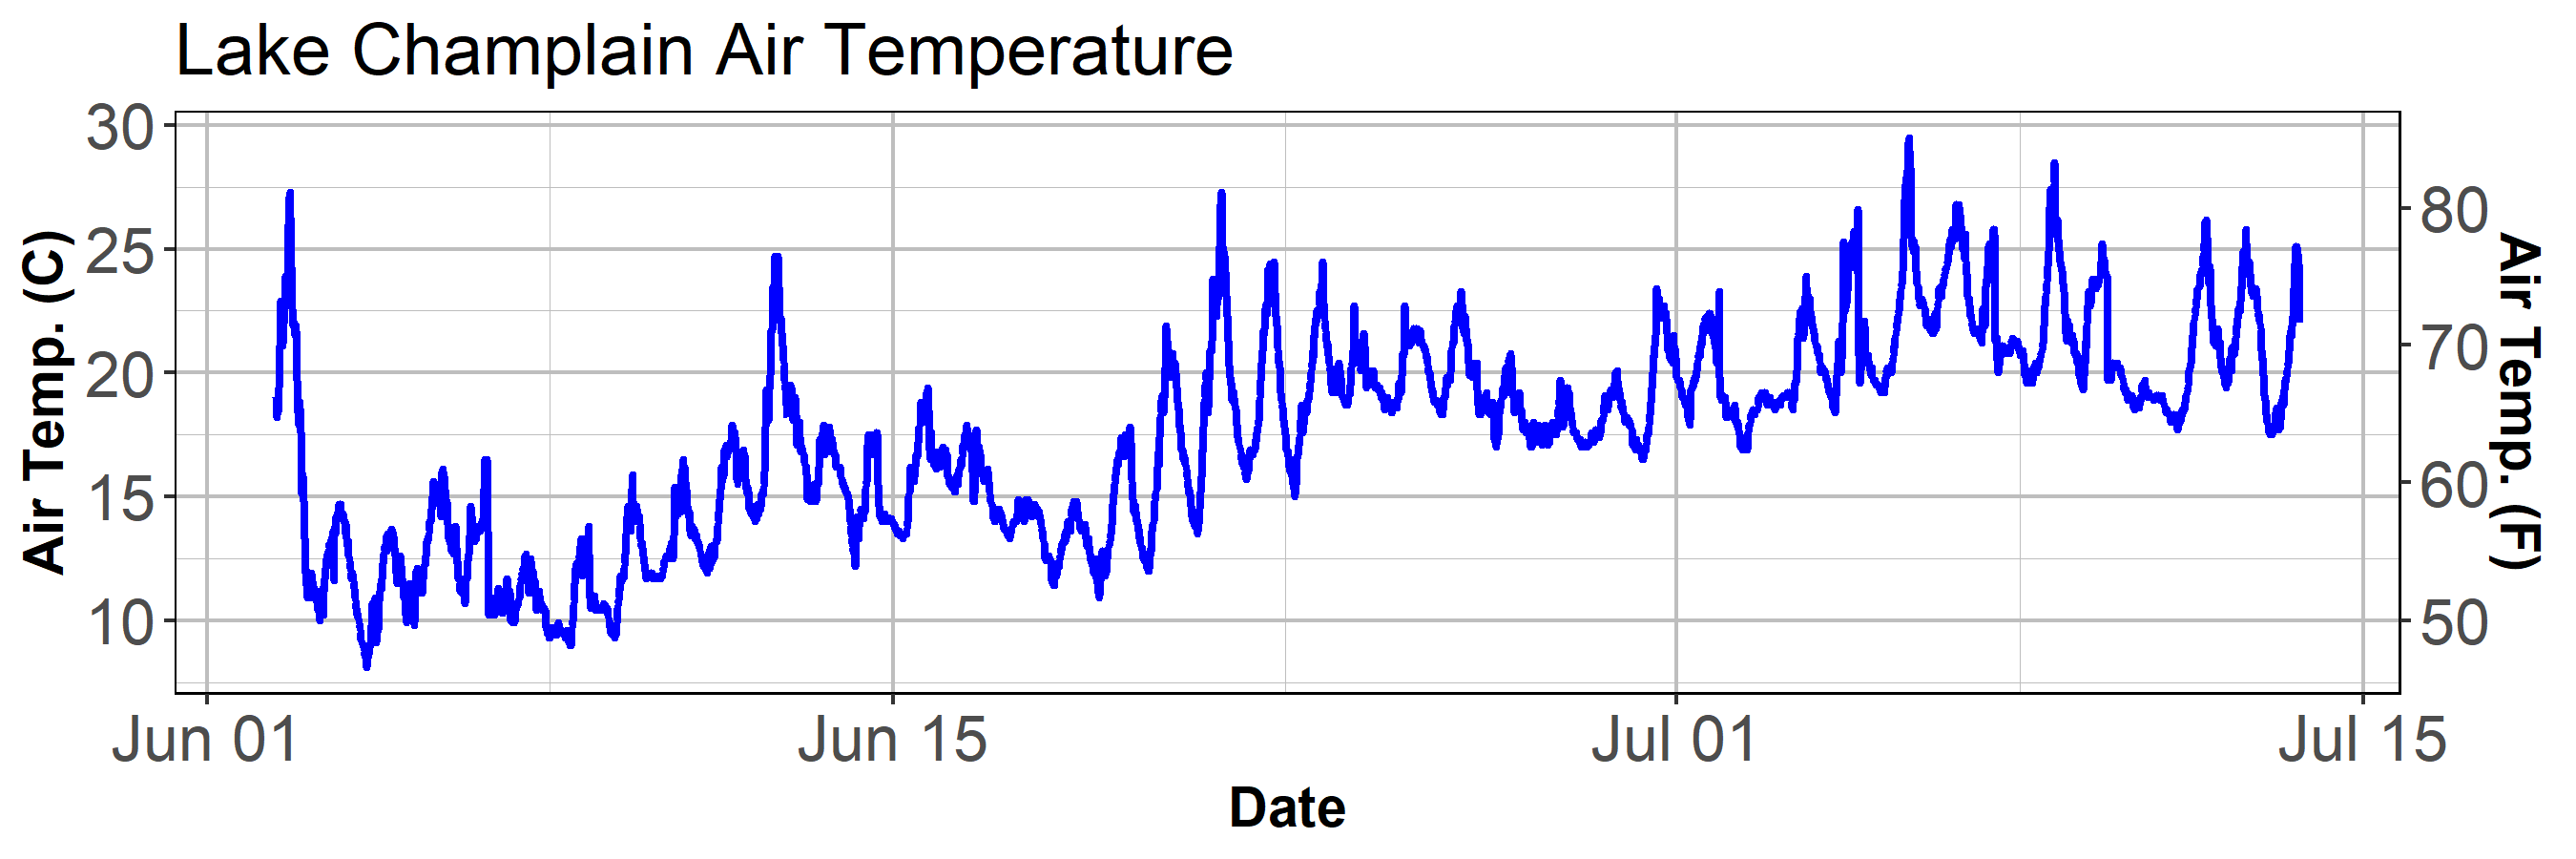 Lake Champlain Air Temperature
30
25
20
15
10
Air Temp. (C)
80
70
60
50
Air Temp. (F)
Jun 01
Jun 15
Jul 01
Jul 15
Date